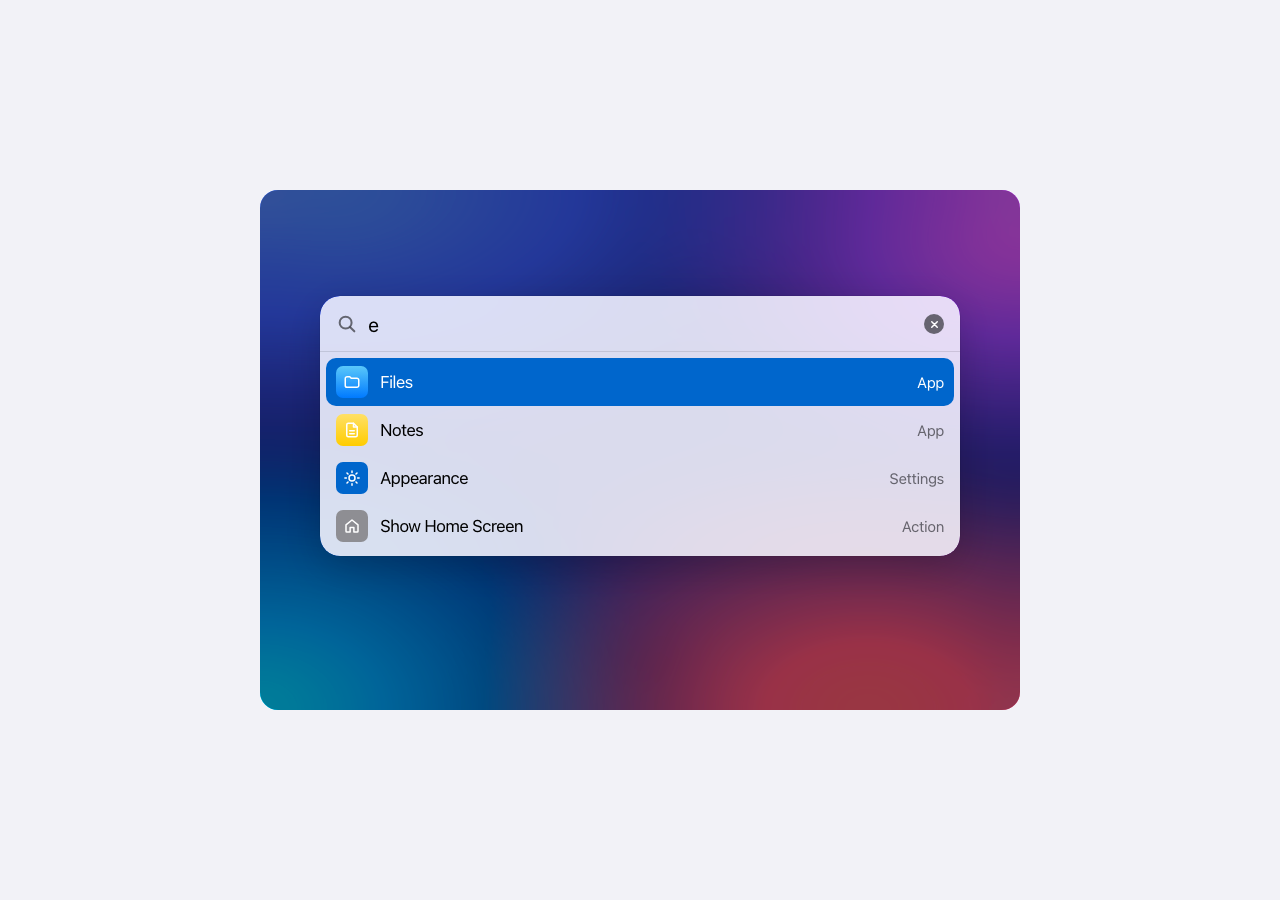 e
Files App
Notes App
Appearance Settings
Show Home Screen Action